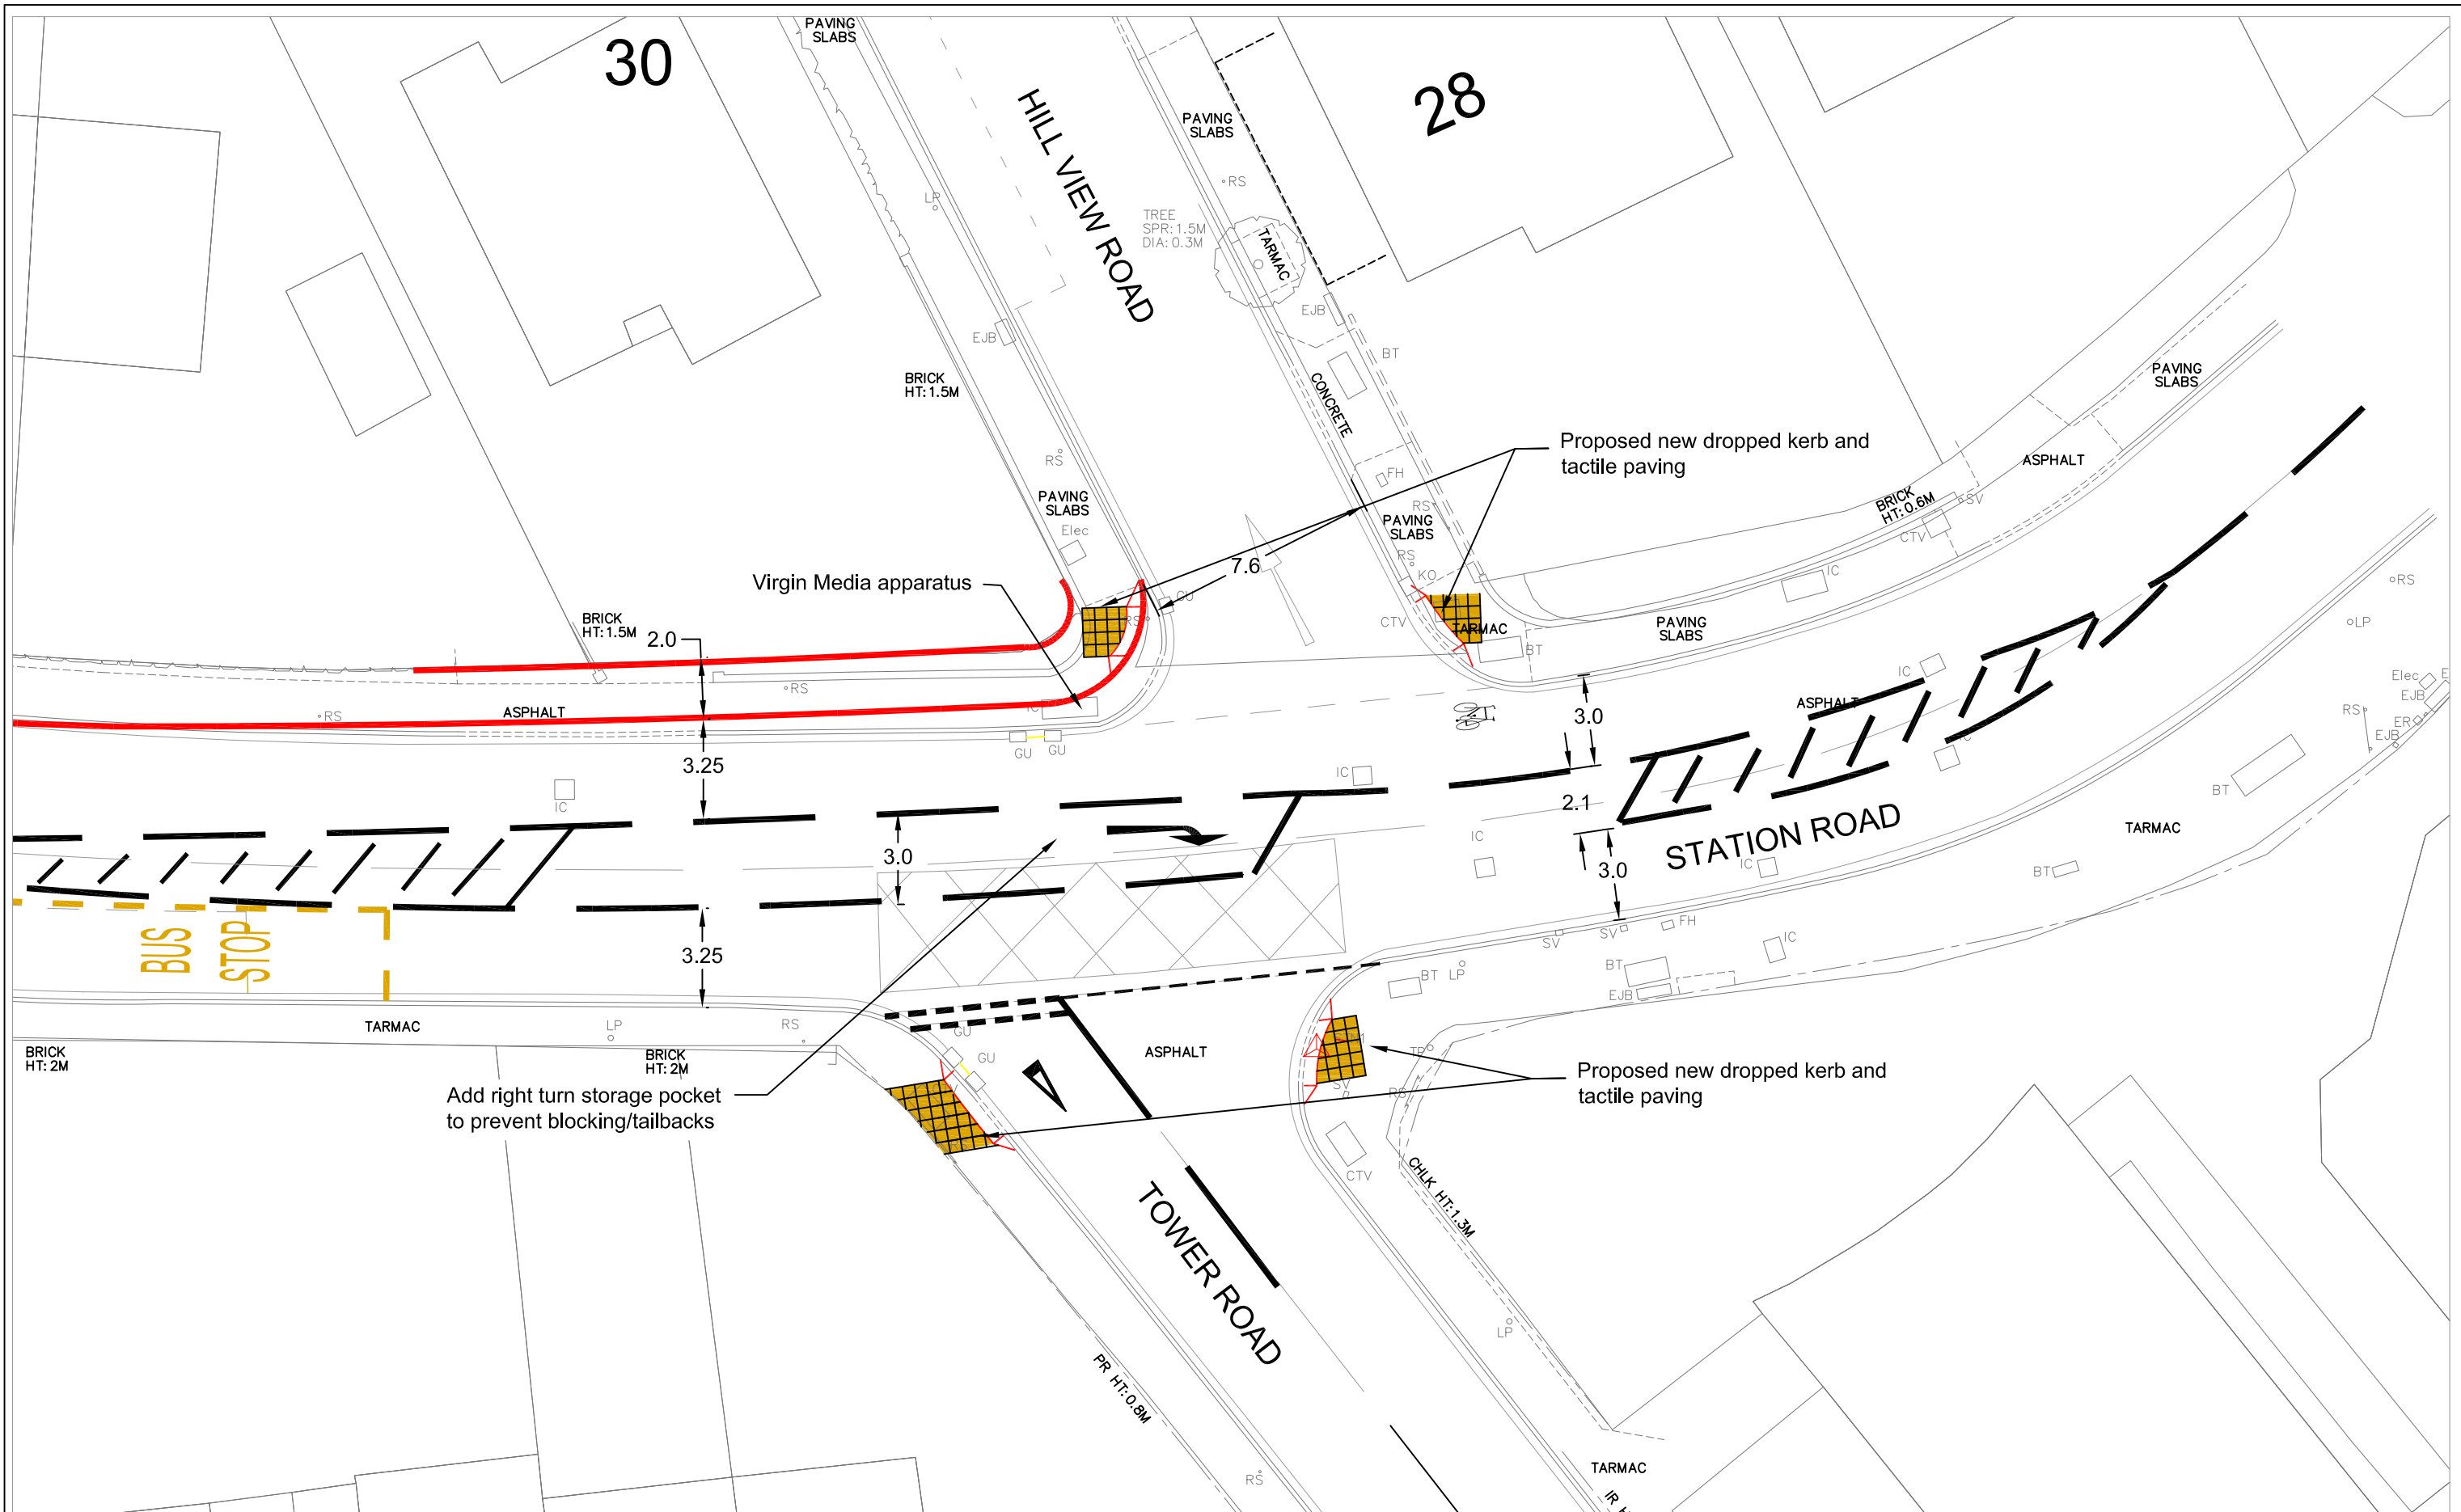 PAVING
SLABS
30
HILL VIEW ROAD
28
PAVING
SLABS
RS
LP
TREE
SPR: 1.5M
DIA: 0.3M
TARMAC
EJB
EJB
BT
BRICK
HT: 1.5M
CONCRETE
PAVING
SLABS
Proposed new dropped kerb and
tactile paving
ASPHALT
RS
FH
BRICK
HT: 0.6M
SV
PAVING
SLABS
RS
PAVING
SLABS
Elec
CTV
RS
KO
7.6
Virgin Media apparatus
IC
RS
GU
RS
LP
BRICK
HT: 1.5M
2.0
CTV
TARMAC
BT
PAVING
SLABS
RS
IC
Elec
EJB
RS
ASPHALT
IC
ASPHALT
RS
ER
EJB
GU
GU
3.0
IC
3.25
IC
IC
BT
2.1
3.0
IC
STATION ROAD
TARMAC
3.0
IC
BT
BUS
STOP
3.25
SV
SV
FH
IC
BT
LP
BT
EJB
TARMAC
LP
RS
GU
GU
ASPHALT
TP
BRICK
HT: 2M
BRICK
HT: 2M
Add right turn storage pocket
to prevent blocking/tailbacks
Proposed new dropped kerb and
tactile paving
SV
RS
CTV
CHLK HT:1.3M
TOWER ROAD
LP
PR HT:0.8M
RS
TARMAC